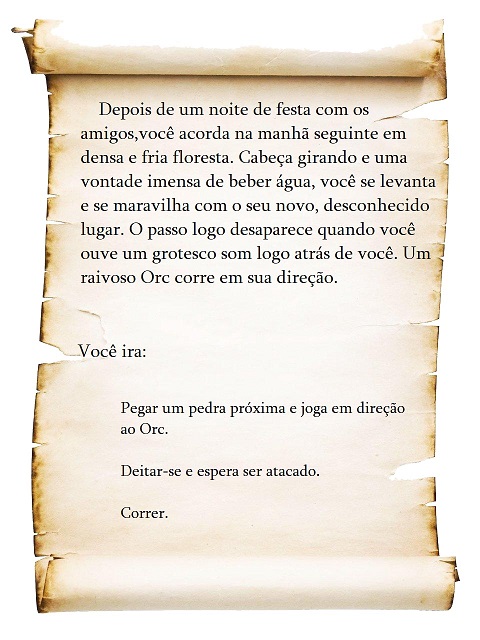 Depois de um noite de festa com os
amigos,você acorda na manhã seguinte em
densa e fria floresta. Cabeça girando e uma
vontade imensa de beber água, você se levanta
e se maravilha com o seu novo, desconhecido
lugar. O passo logo desaparece quando você
ouve um grotesco som logo atrás de você. Um
raivoso Orc corre em sua direção.
Você ira:
Pegar um pedra próxima e joga em direção
ao Orc.
Deitar-se e espera ser atacado.
Correr.